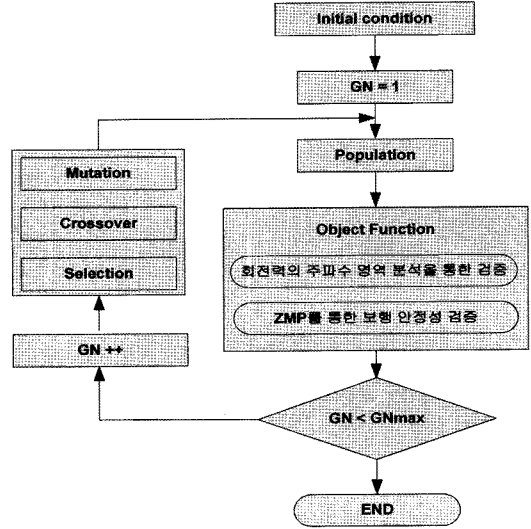 Initial condition
GN = 1
Population
Object Function
회전력의 주파수 영역 분석을 통한 검증
ZMP를 통한 보행 안정성 검증
GN < GNmax
END
GN ++
Mutation
Crossover
Selection